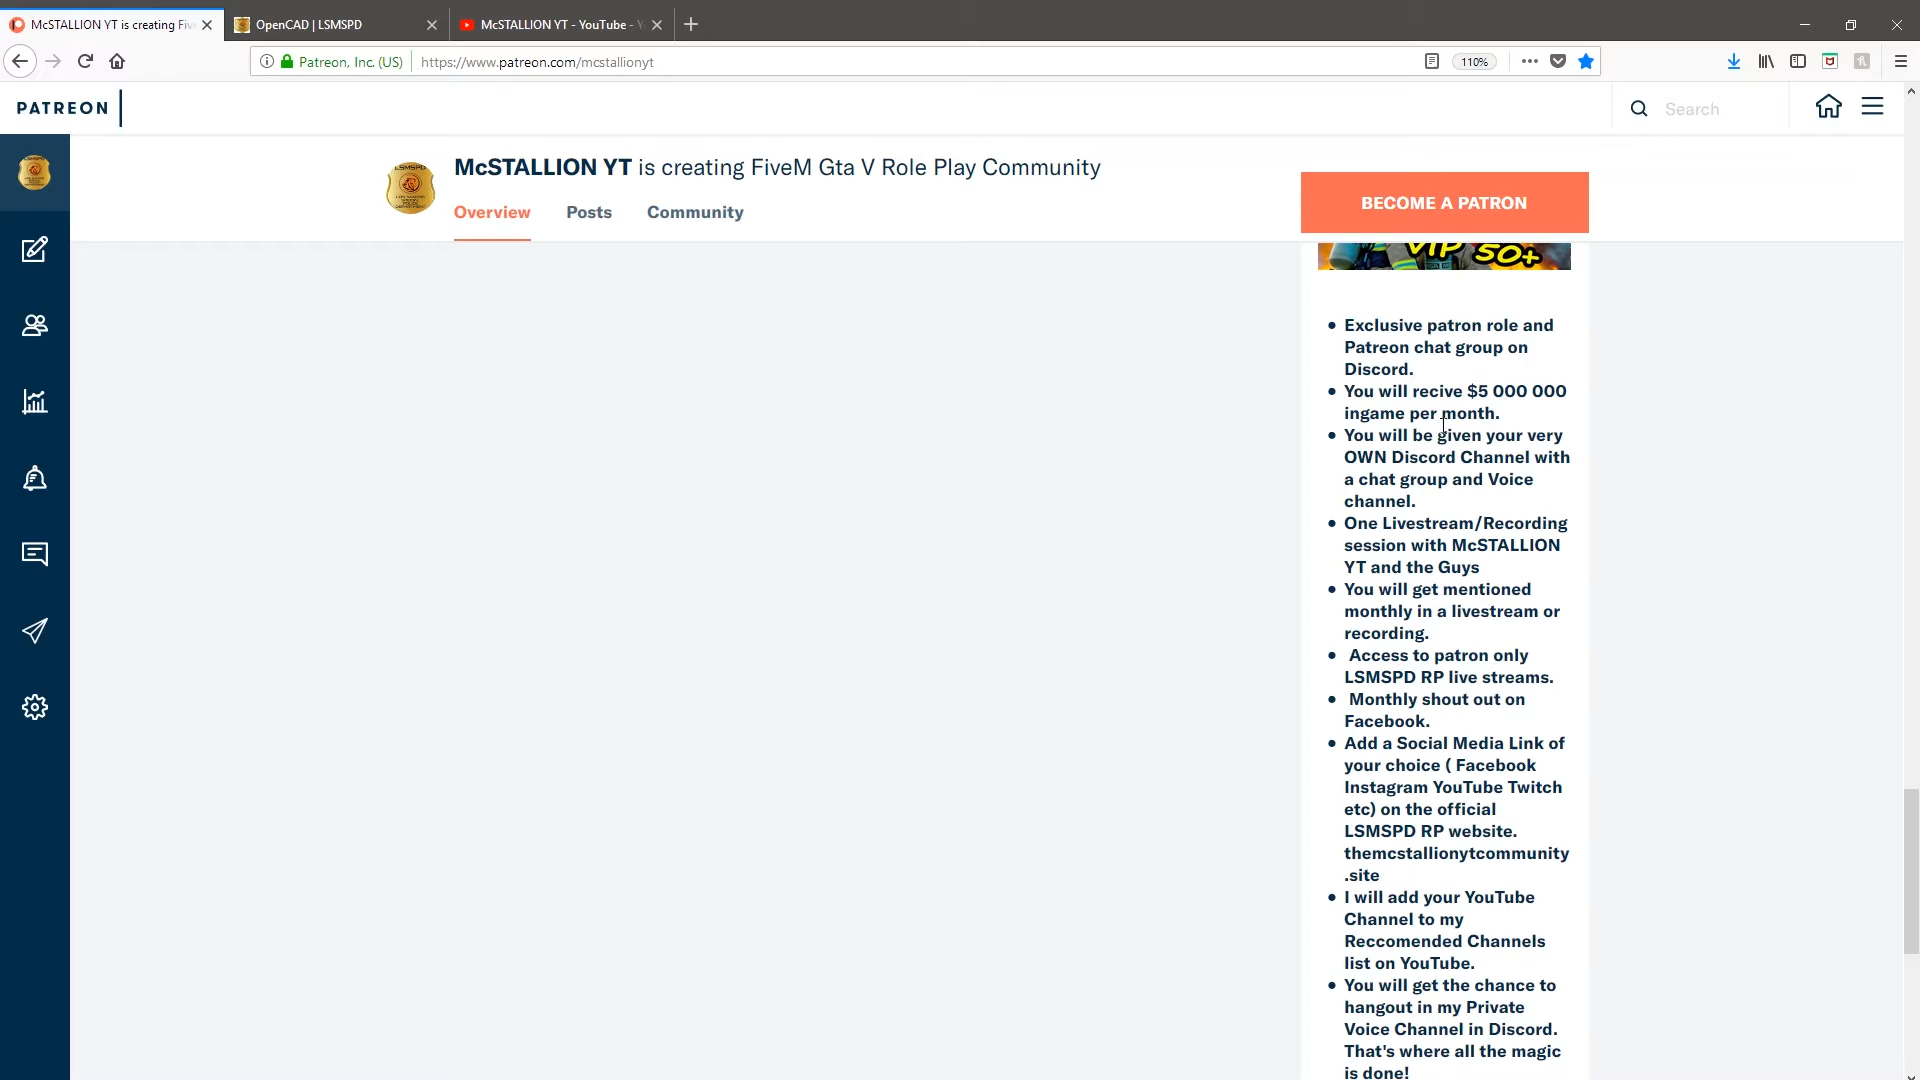 McSTALLION YT is creating Fiv
OpenCAD | LSMSPD
McSTALLION YT - YouTube - Y
Patreon, Inc. (US)
https://www.patreon.com/mcstallionyt
110%
PATREON
Search
McSTALLION YT is creating FiveM Gta V Role Play Community
Overview
Posts
Community
BECOME A PATRON
VIP 50+
• Exclusive patron role and
Patreon chat group on
Discord.
• You will recive $5 000 000
ingame per month.
• You will be given your very
OWN Discord Channel with
a chat group and Voice
channel.
• One Livestream/Recording
session with McSTALLION
YT and the Guys
• You will get mentioned
monthly in a livestream or
recording.
• Access to patron only
LSMSPD RP live streams.
• Monthly shout out on
Facebook.
• Add a Social Media Link of
your choice ( Facebook
Instagram YouTube Twitch
etc) on the official
LSMSPD RP website.
themcstallionytcommunity
.site
• I will add your YouTube
Channel to my
Reccomended Channels
list on YouTube.
• You will get the chance to
hangout in my Private
Voice Channel in Discord.
That's where all the magic
is done!